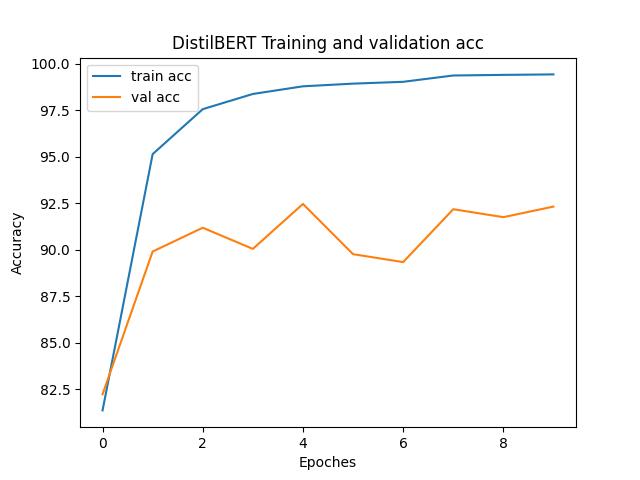 DistilBERT Training and validation acc
train acc
val acc
Accuracy
100.0
97.5
95.0
92.5
90.0
87.5
85.0
82.5
0 2 4 6 8
Epoches